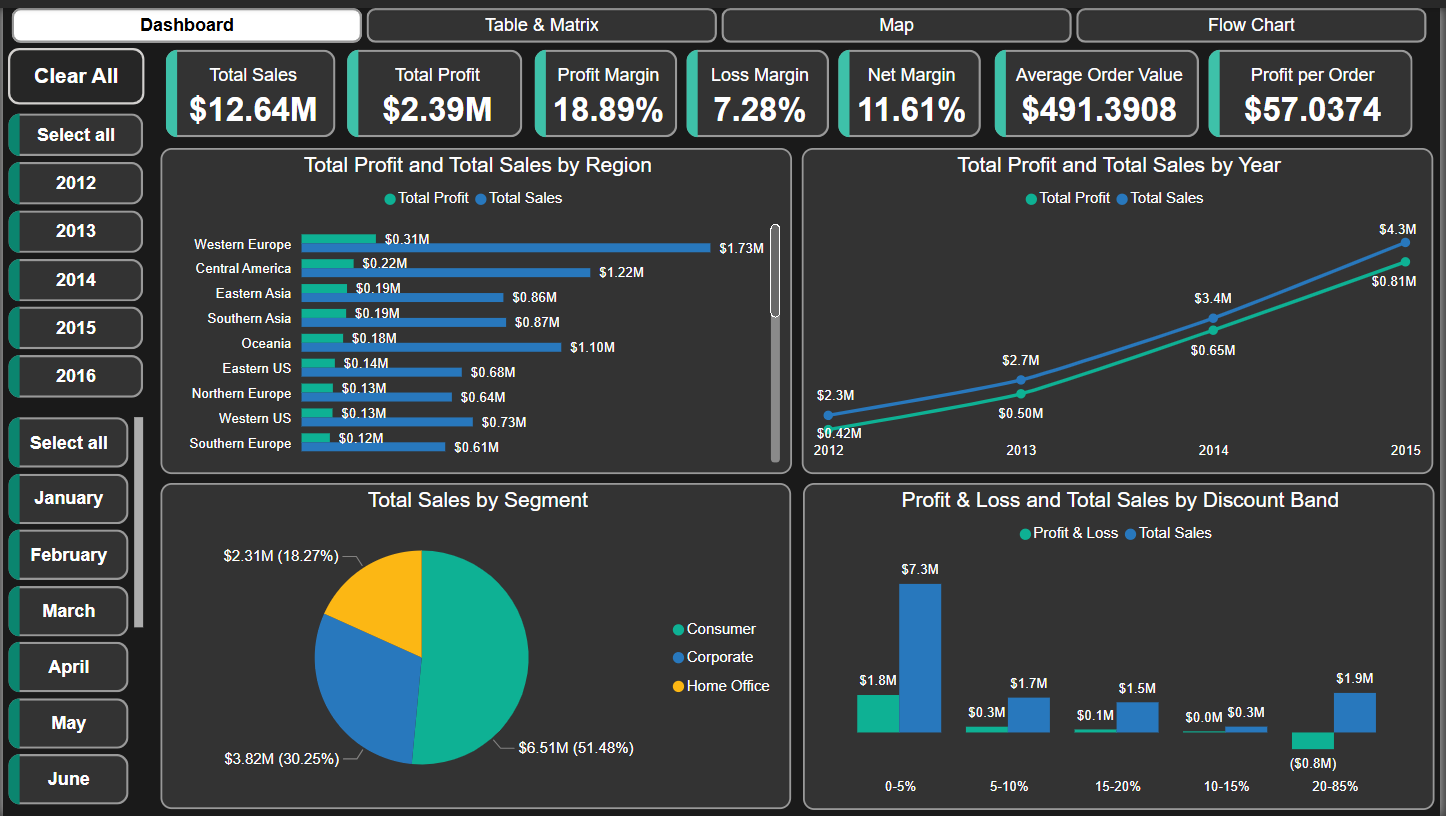 Dashboard
Table & Matrix
Map
Flow Chart
Clear All
Select all
2012
2013
2014
2015
2016
Select all
January
February
March
April
May
June
Total Sales
$12.64M
Total Profit
$2.39M
Profit Margin
18.89%
Loss Margin
7.28%
Net Margin
11.61%
Average Order Value
$491.3908
Profit per Order
$57.0374
Total Profit and Total Sales by Region
Total Profit
Total Sales
Western Europe
$0.31M
$1.73M
Central America
$0.22M
$1.22M
Eastern Asia
$0.19M
$0.86M
Southern Asia
$0.19M
$0.87M
Oceania
$0.18M
$1.10M
Eastern US
$0.14M
$0.68M
Northern Europe
$0.13M
$0.64M
Western US
$0.13M
$0.73M
Southern Europe
$0.12M
$0.61M
Total Profit and Total Sales by Year
Total Profit
Total Sales
$4.3M
$0.81M
$3.4M
$0.65M
$2.7M
$0.50M
$2.3M
$0.42M
2012
2013
2014
2015
Total Sales by Segment
$2.31M (18.27%)
$3.82M (30.25%)
$6.51M (51.48%)
Consumer
Corporate
Home Office
Profit & Loss and Total Sales by Discount Band
Profit & Loss
Total Sales
$1.8M
$7.3M
$0.3M
$1.7M
$0.1M
$1.5M
$0.0M
$0.3M
($0.8M)
$1.9M
0-5%
5-10%
15-20%
10-15%
20-85%